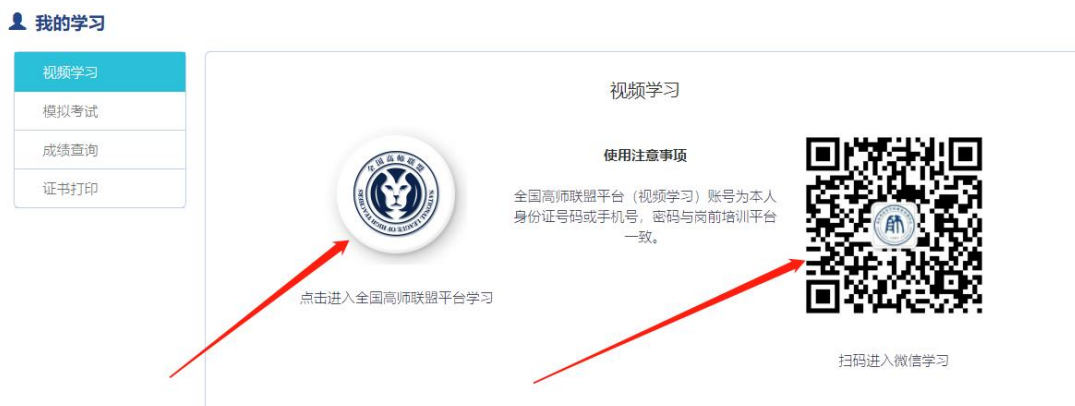 我的学习
视频学习
模拟考试
成绩查询
证书打印
视频学习
全国高师联盟
NATIONAL LEAGUE OF HIGH TEACHERS
点击进入全国高师联盟平台学习
使用注意事项
全国高师联盟平台（视频学习）账号为本人
身份证号码或手机号，密码与岗前培训平台
一致。
扫码进入微信学习